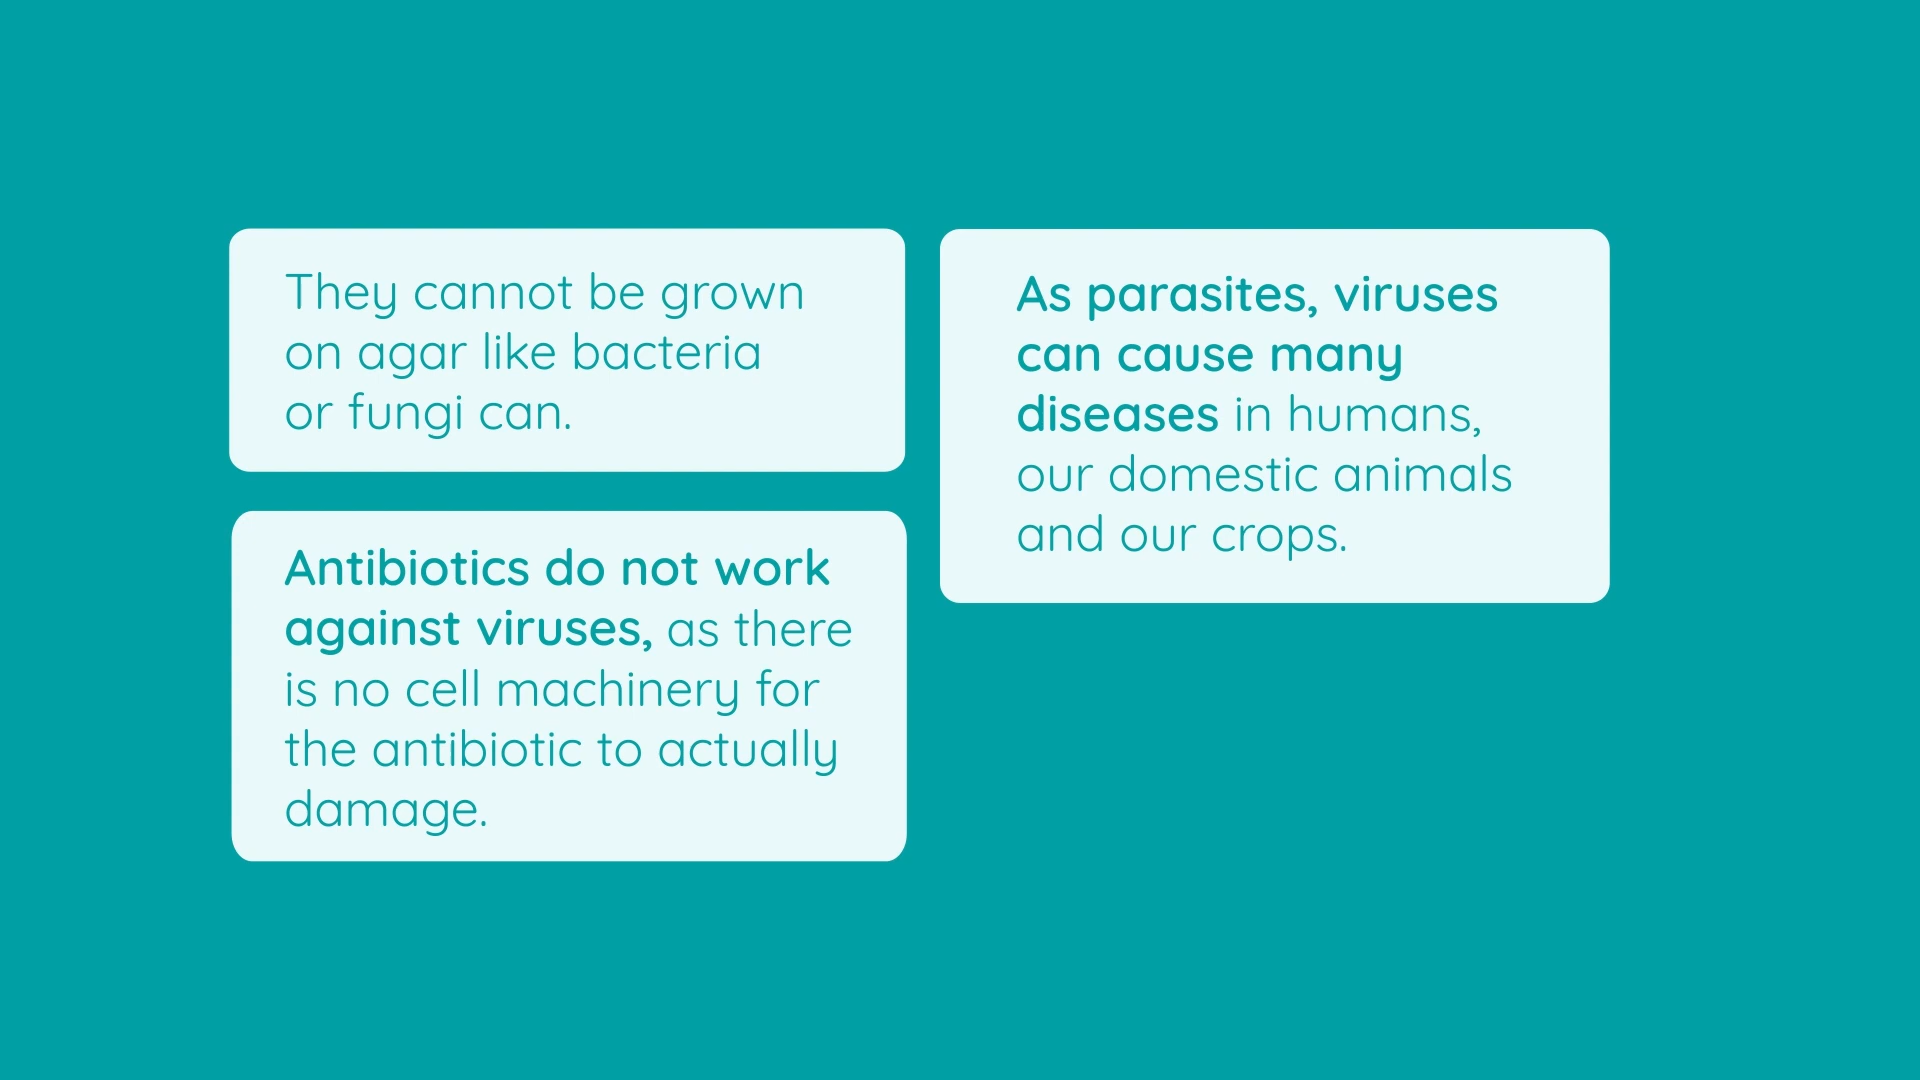 They cannot be grown
on agar like bacteria
or fungi can.
Antibiotics do not work
against viruses, as there
is no cell machinery for
the antibiotic to actually
damage.
As parasites, viruses
can cause many
diseases in humans,
our domestic animals
and our crops.